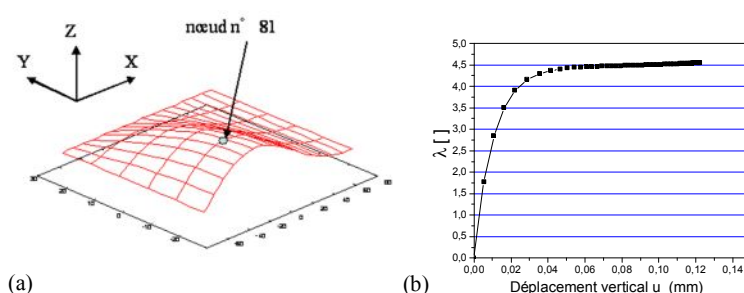 nœud n° 81
Z
Y
X
(a)
5,0
4,5
4,0
3,5
3,0
2,5
2,0
1,5
1,0
0,5
0,0
λ [ ]
0,00 0,02 0,04 0,06 0,08 0,10 0,12 0,14
Déplacement vertical u (mm)
(b)